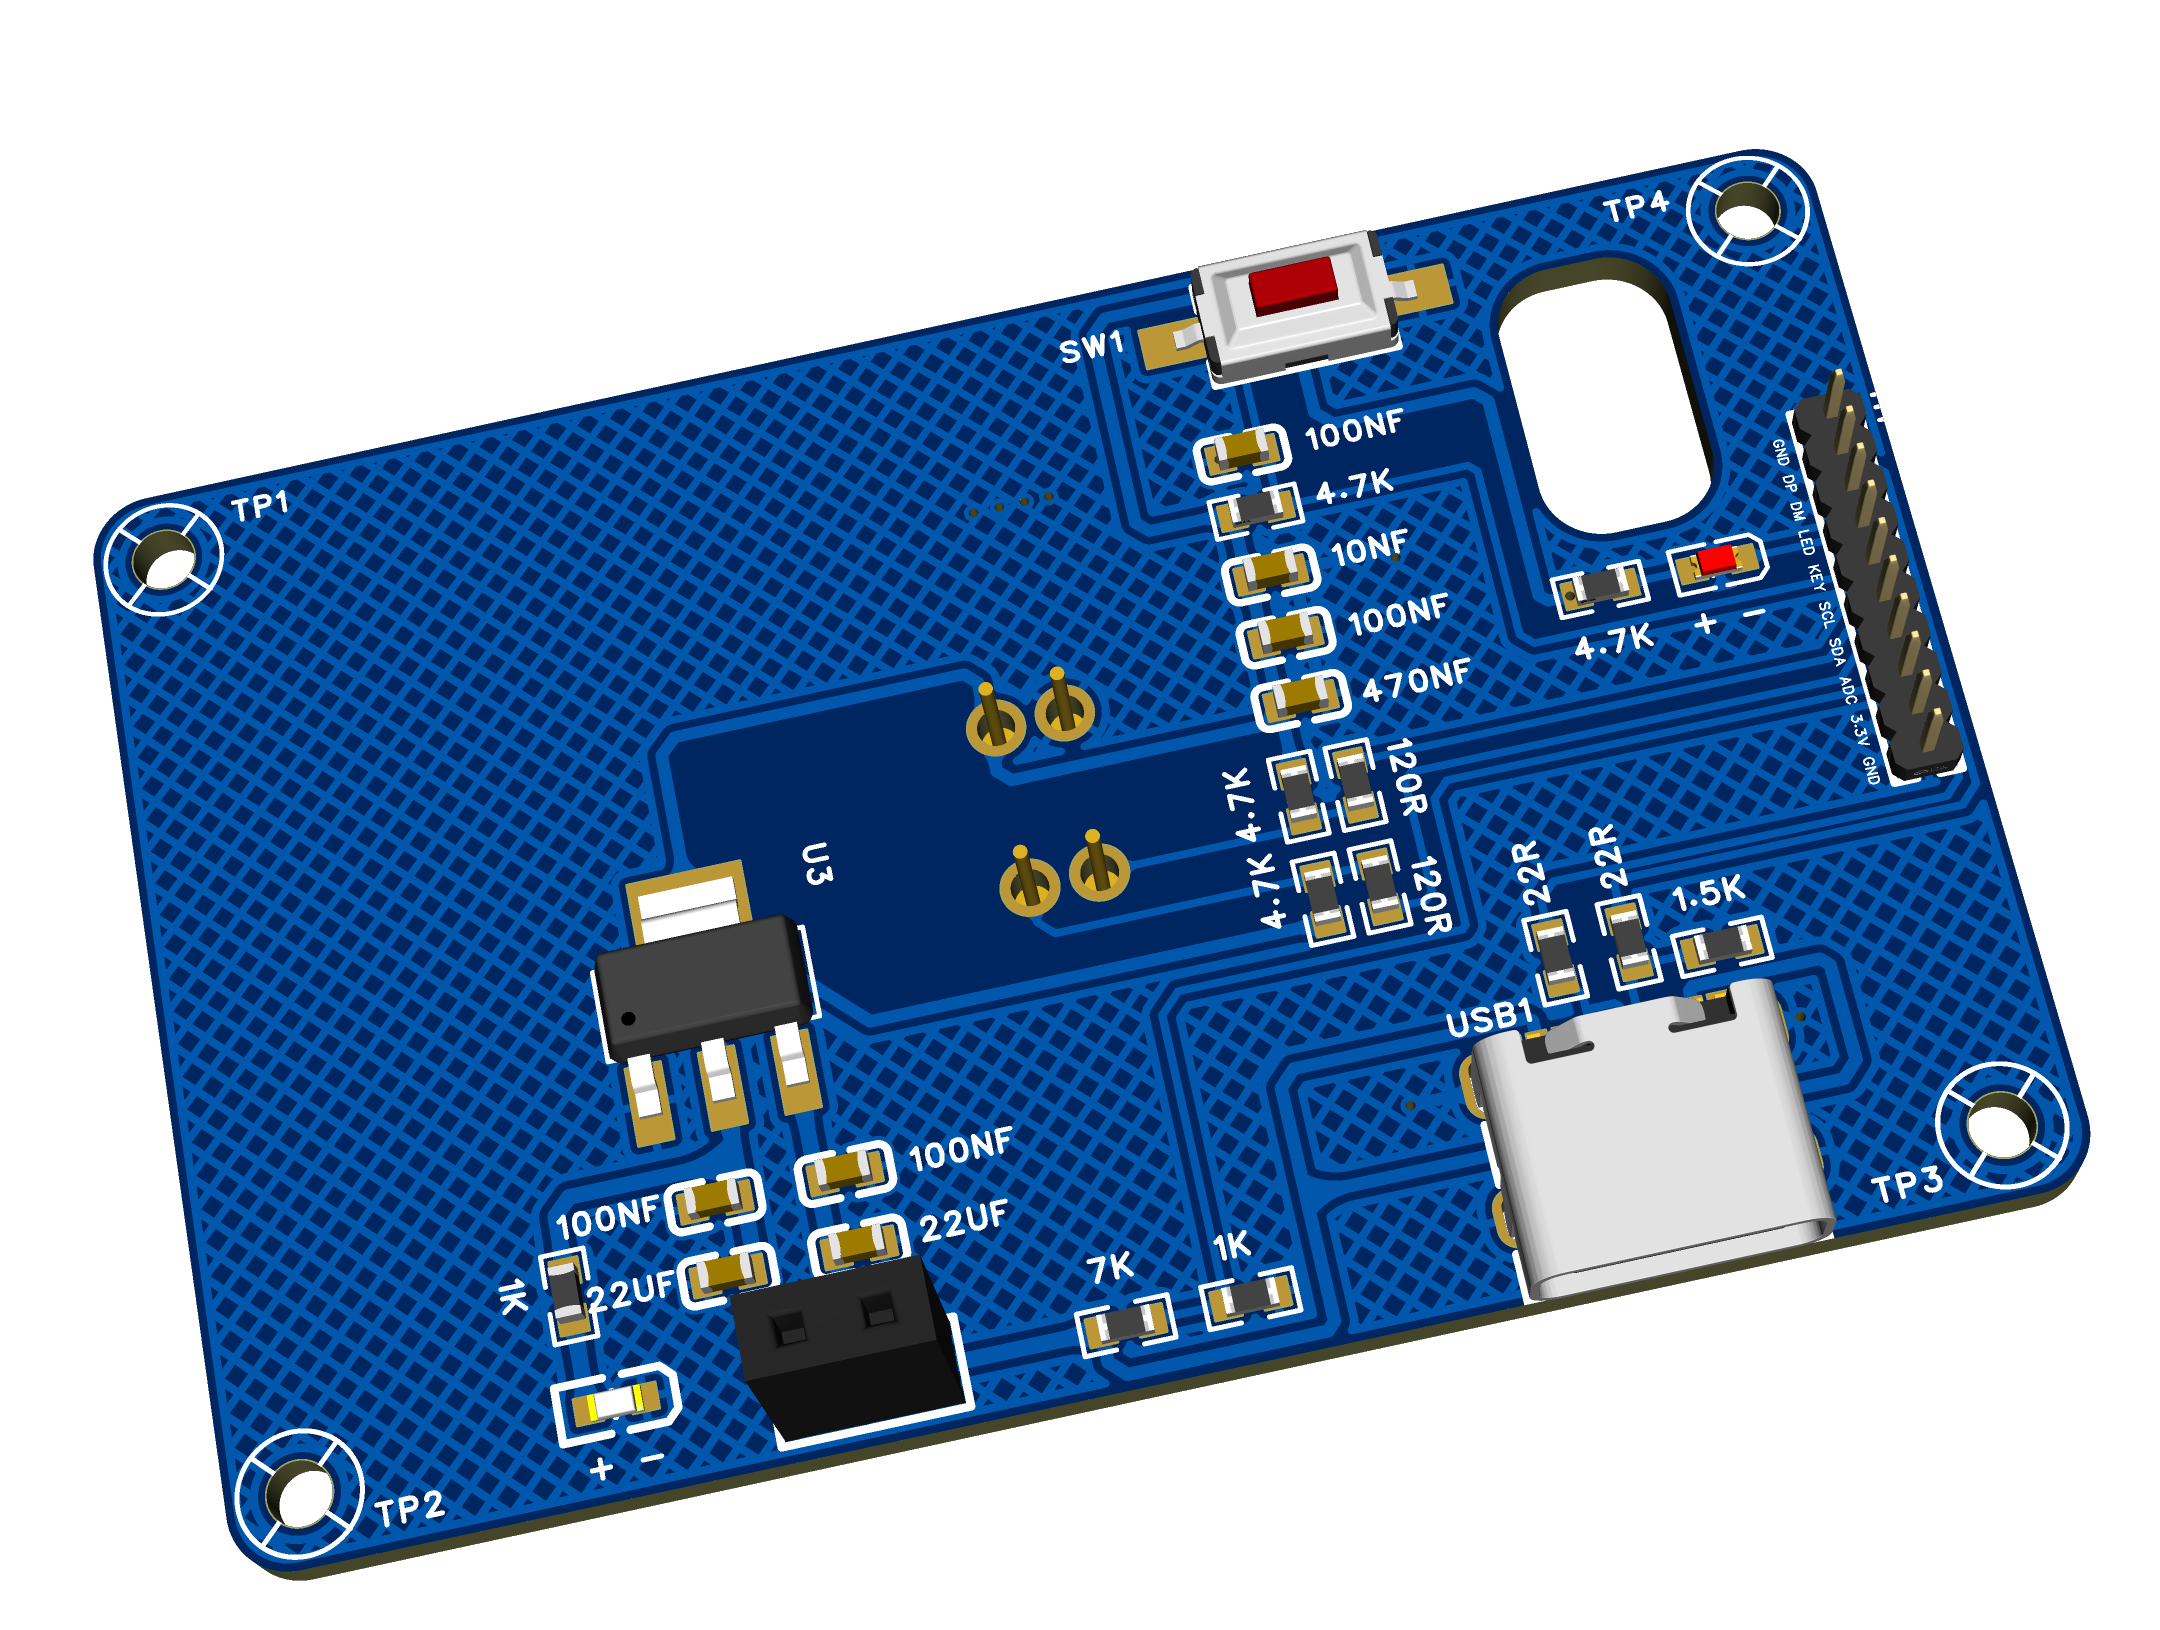 TP4
SW1
100NF
4.7K
10NF
100NF
470NF
TP1
4.7K
+ -
GND DP DM LED KEY SCL SDA ADC 3.3V GND
4.7K
120R
4.7K
120R
U3
22R
22R
1.5K
USB1
100NF
100NF
22UF
22UF
1K
7K
1K
TP3
+ -
TP2